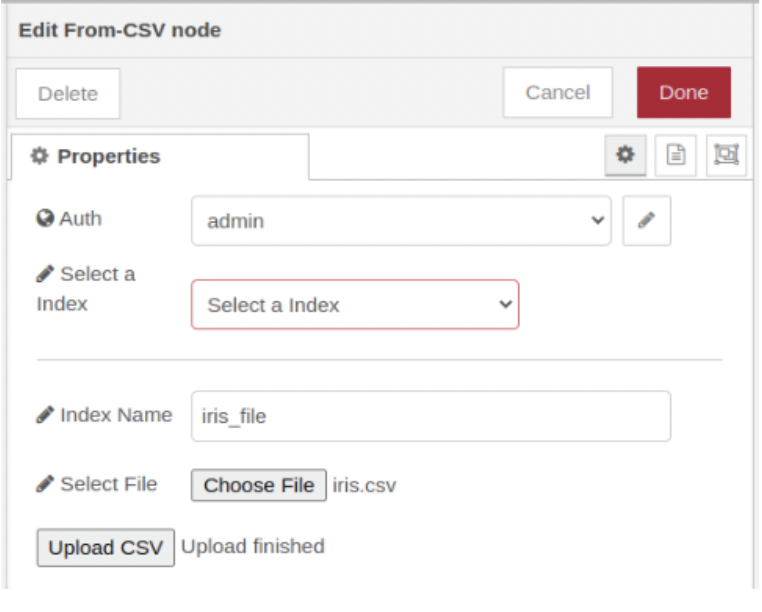 Edit From-CSV node
Delete
Cancel
Done
Properties
Auth
admin
Select a
Index
Select a Index
Index Name
iris_file
Select File
Choose File
iris.csv
Upload CSV
Upload finished